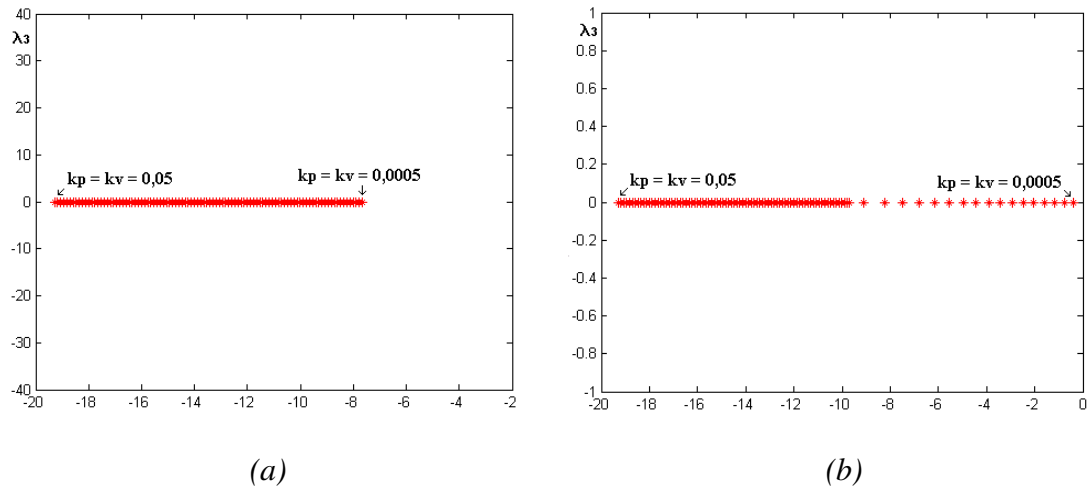 40
λ3
30
20
10
0
-10
-20
-30
-40
kp = kv = 0,05
kp = kv = 0,0005
-20 -18 -16 -14 -12 -10 -8 -6 -4 -2
(a)
1
λ3
0.8
0.6
0.4
0.2
0
-0.2
-0.4
-0.6
-0.8
-1
kp = kv = 0,05
kp = kv = 0,0005
-20 -18 -16 -14 -12 -10 -8 -6 -4 -2 0
(b)